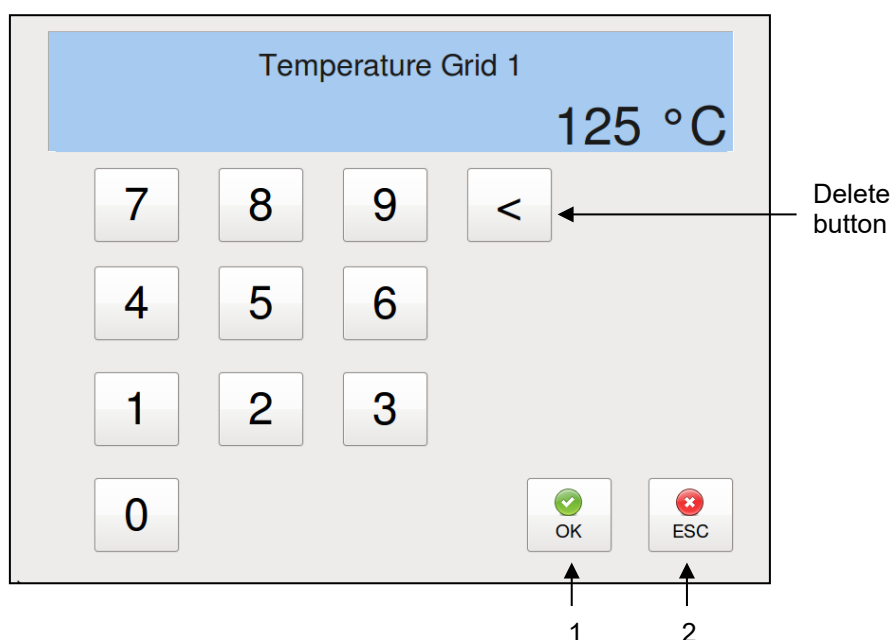 Temperature Grid 1
125 °C
7 8 9 <
Delete
button
4 5 6
1 2 3
0
OK ESC
1 2